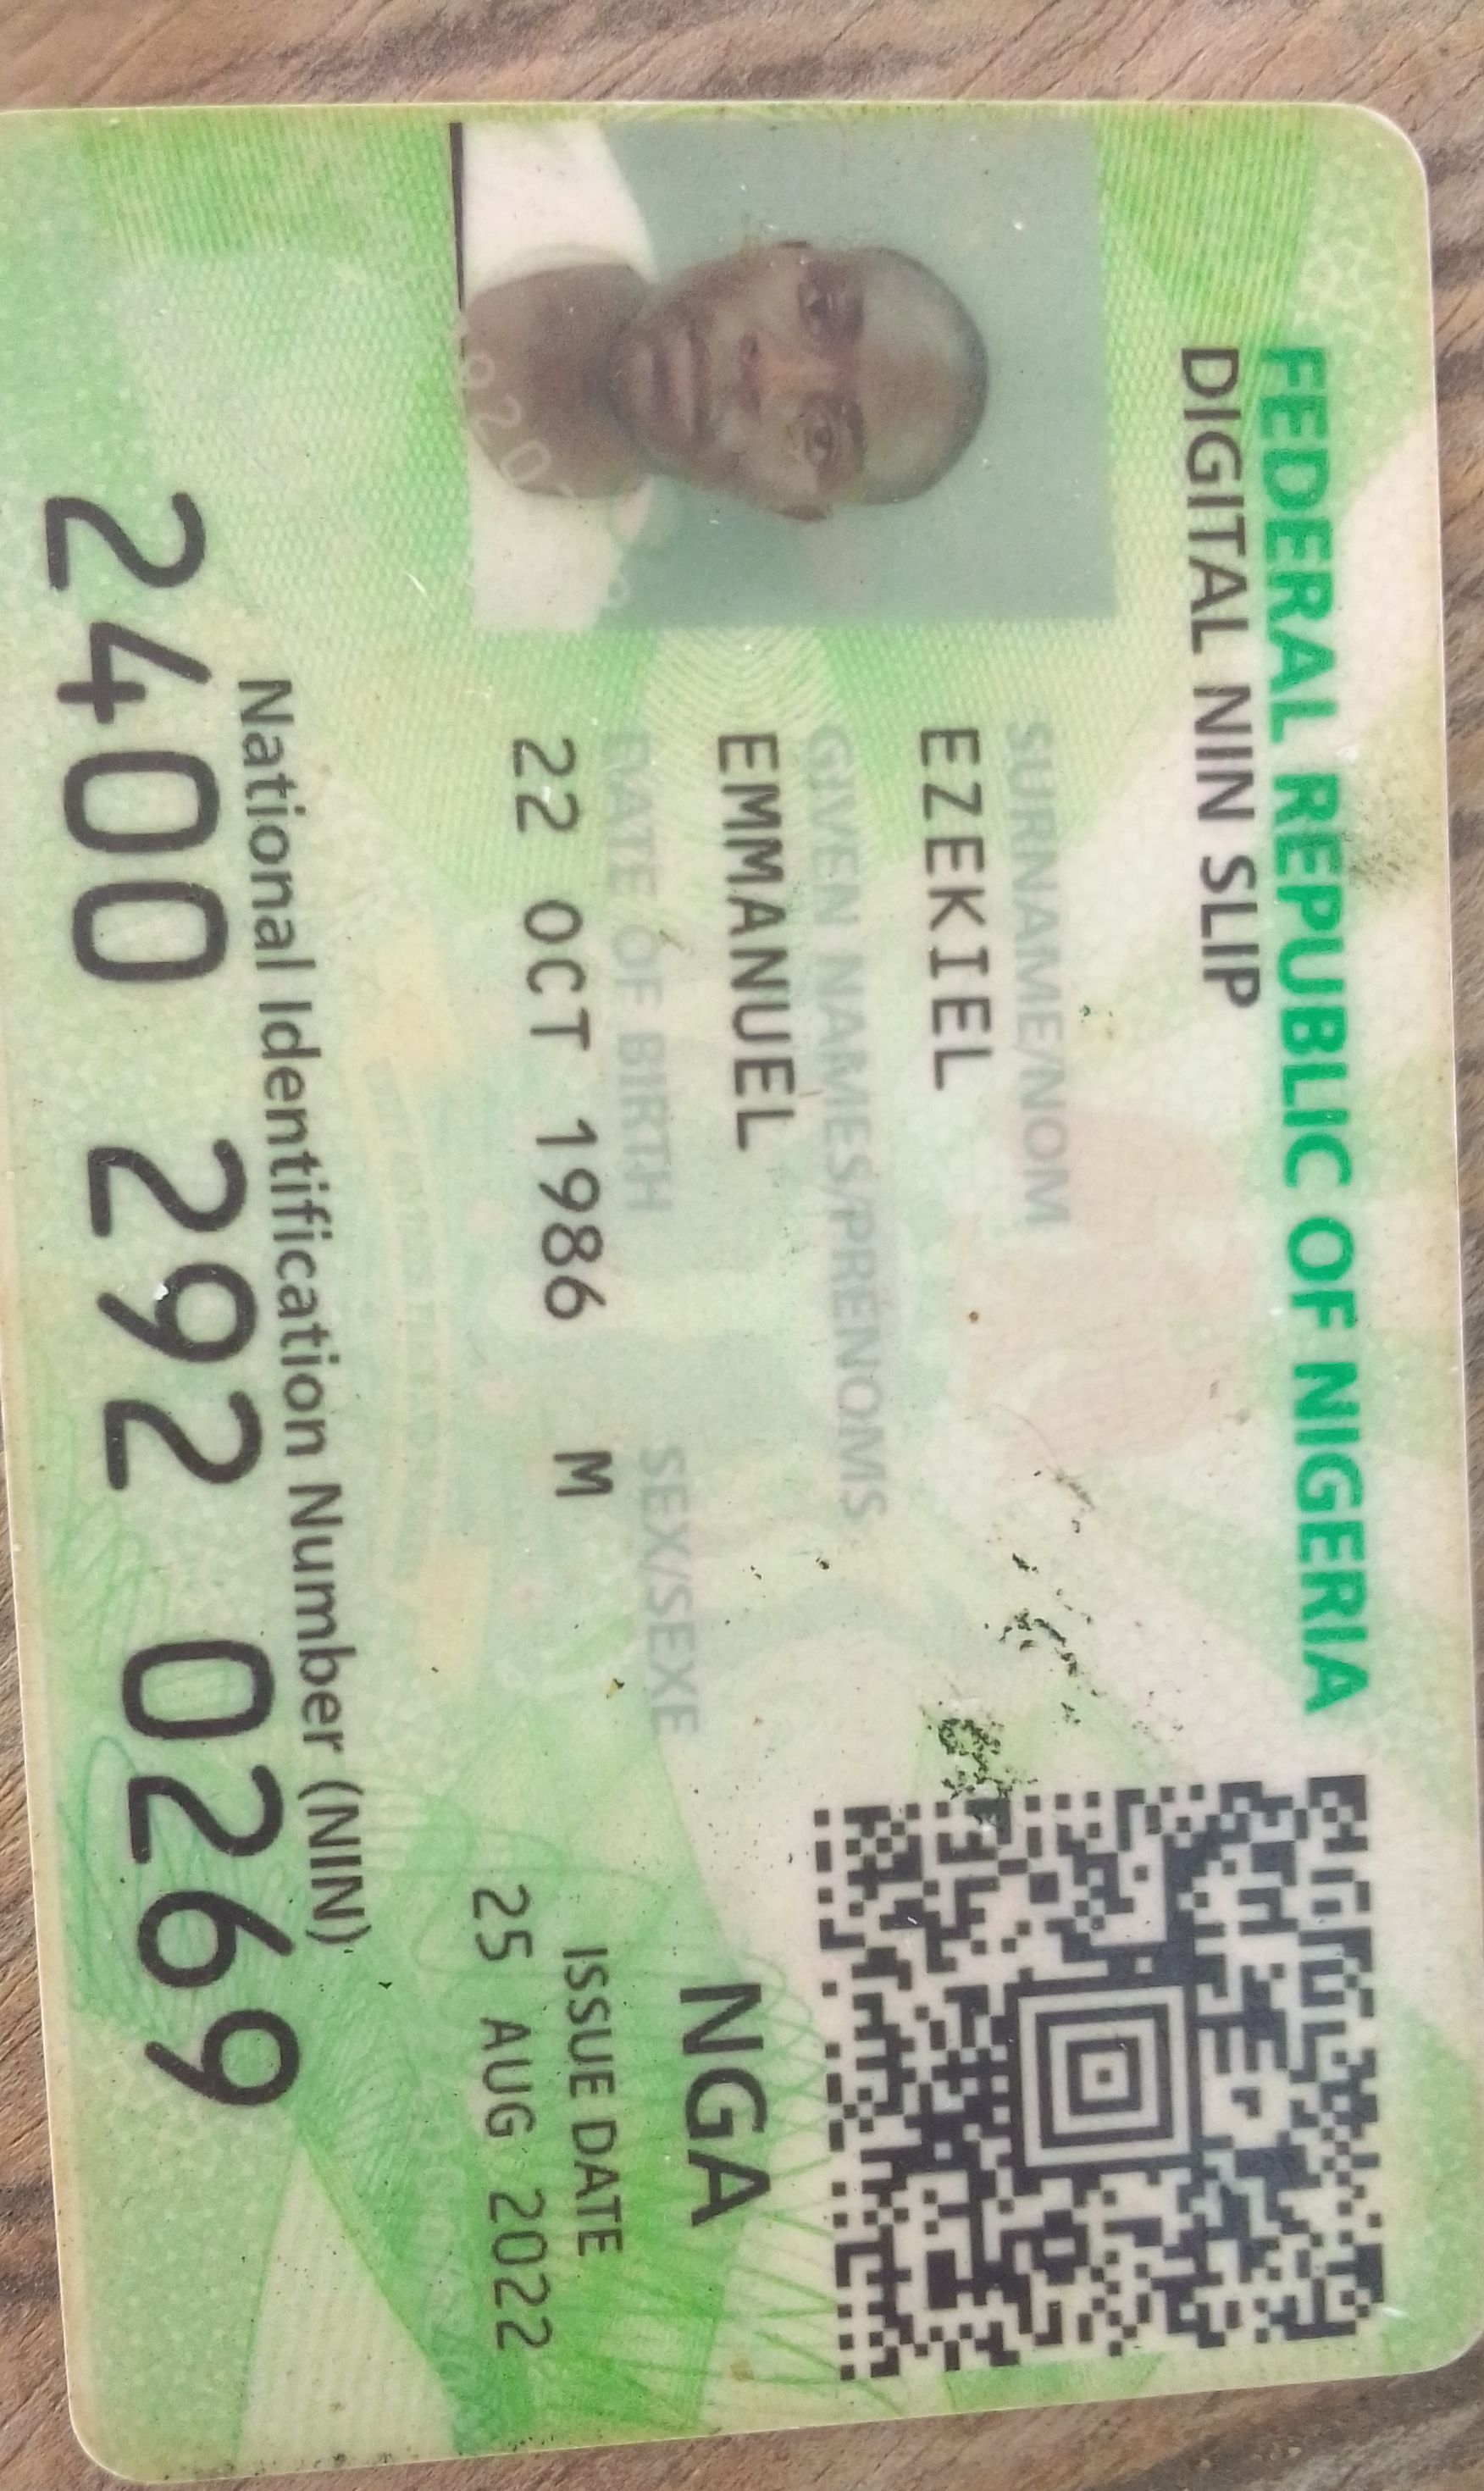 FEDERAL REPUBLIC OF NIGERIA
DIGITAL NIN SLIP
SURNAME/NOM
EZEKIEL
GIVEN NAMES/PRÉNOMS
EMMANUEL
DATE OF BIRTH
22 OCT 1986
SEX/SEXE
M
NGA
ISSUE DATE
25 AUG 2022
National Identification Number (NIN)
2400 292 0269